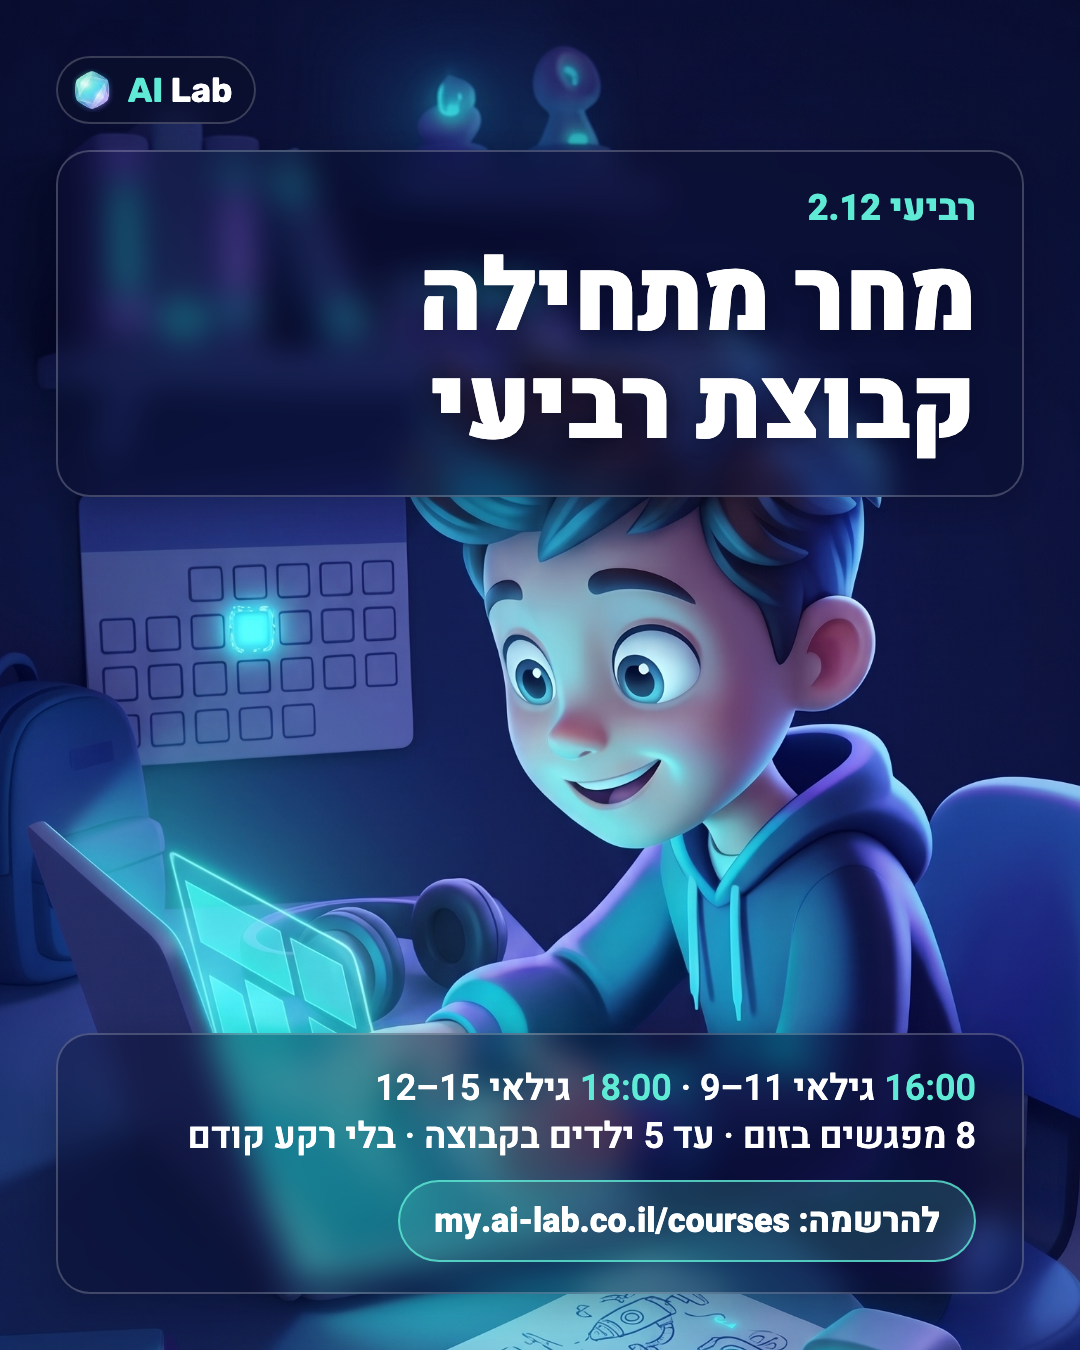 AI Lab
רביעי 2.12
מחר מתחילה
קבוצת רביעי
16:00 גילאי 9–11 · 18:00 גילאי 12–15
8 מפגשים בזום · עד 5 ילדים בקבוצה · בלי רקע קודם
להרשמה: my.ai-lab.co.il/courses